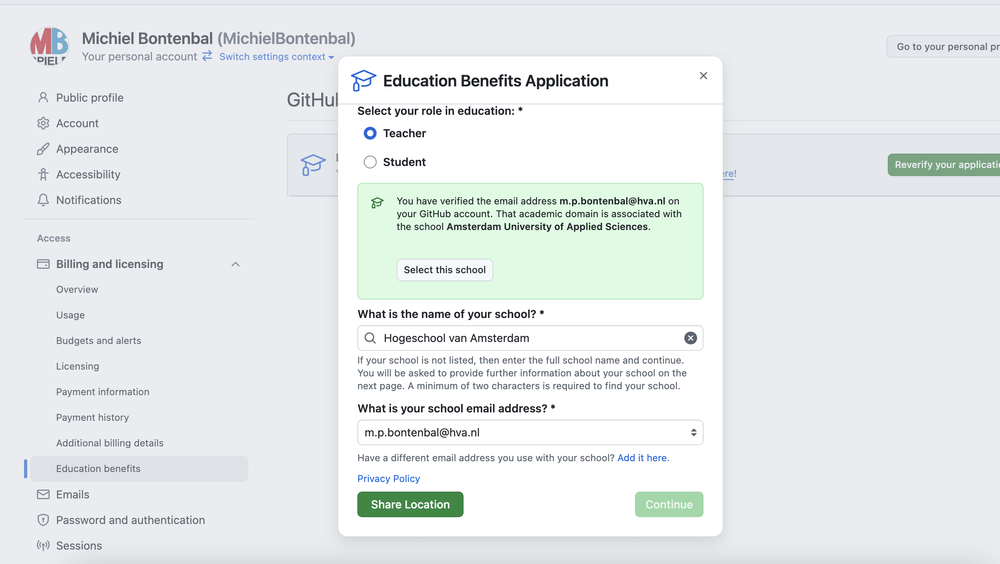 Michiel Bontenbal (MichielBontenbal)
Your personal account Switch settings context
Go to your personal
Public profile
Account
Appearance
Accessibility
Notifications
Access
Billing and licensing
Overview
Usage
Budgets and alerts
Licensing
Payment information
Payment history
Additional billing details
Education benefits
Emails
Password and authentication
Sessions
Reverify your
Education Benefits Application
Select your role in education: *
Teacher
Student
You have verified the email address m.p.bontenbal@hva.nl on
your GitHub account. That academic domain is associated with
the school Amsterdam University of Applied Sciences.
Select this school
What is the name of your school? *
Hogeschool van Amsterdam
If your school is not listed, then enter the full school name and continue.
You will be asked to provide further information about your school on the
next page. A minimum of two characters is required to find your school.
What is your school email address? *
m.p.bontenbal@hva.nl
Have a different email address you use with your school? Add it here.
Privacy Policy
Share Location
Continue